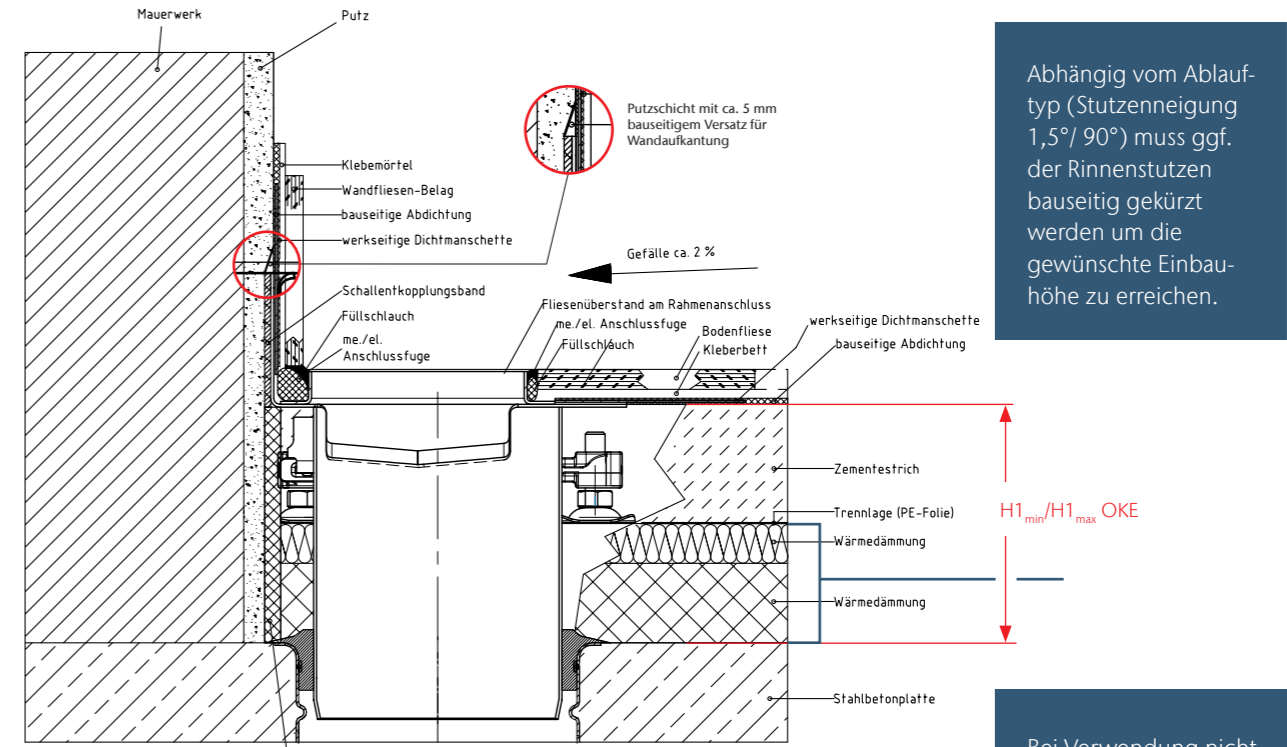 Mauerwerk
Putz
Putzschicht mit ca. 5 mm
bauseitigem Versatz für
Wandaufkantung
Klebemörtel
Wandfliesen-Belag
bauseitige Abdichtung
werkseitige Dichtmanschette
Gefälle ca. 2 %
Schallentkopplungsband
Füllschlauch
me./el.
Anschlussfuge
Fliesenüberstand am Rahmenanschluss
me./el. Anschlussfuge
Füllschlauch
Bodenfliese
Kleberbett
werkseitige Dichtmanschette
bauseitige Abdichtung
Zementestrich
Trennlage (PE-Folie)
Wärmedämmung
Wärmedämmung
Stahlbetonplatte
H1min/H1max OKE
Abhängig vom Ablauf-
typ (Stutzenneigung
1,5°/ 90°) muss ggf.
der Rinnenstutzen
bauseitig gekürzt
werden um die
gewünschte Einbau-
höhe zu erreichen.
Bei Verwendung nicht